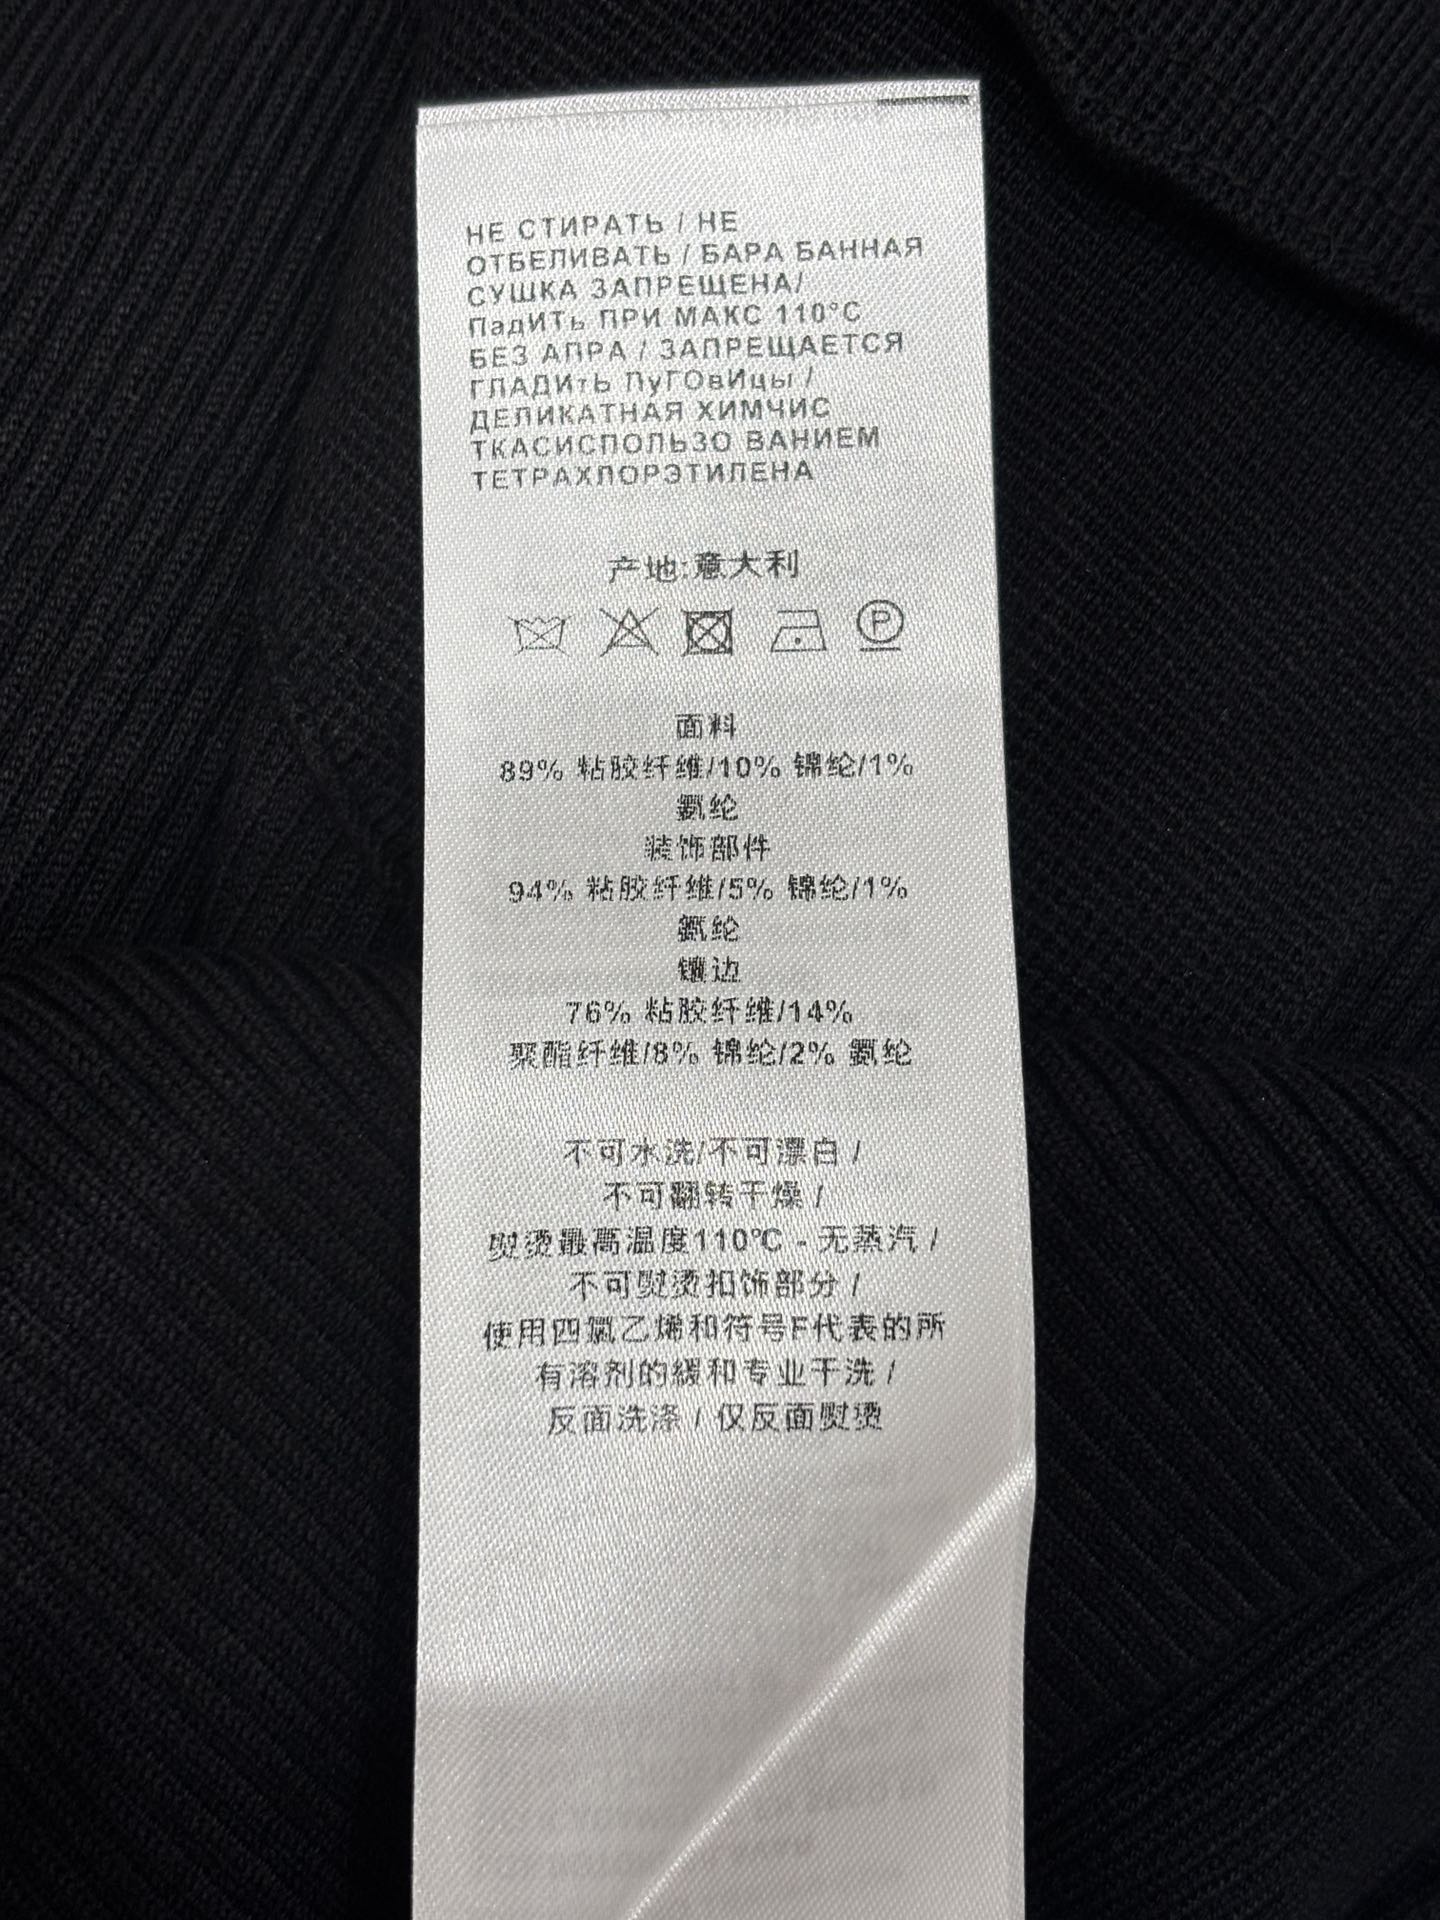 НЕ СТИРАТЬ / НЕ
ОТБЕЛИВАТЬ / БАРА БАННАЯ
СУШКА ЗАПРЕЩЕНА/
ПадИТЬ ПРИ МАКС 110°C
БЕЗ АПРА / ЗАПРЕЩАЕТСЯ
ГЛАДИтЬ ПуГОвИцы /
ДЕЛИКАТНАЯ ХИМЧИС
ТКАСИСПОЛЬЗО ВАНИЕМ
ТЕТРАХЛОРЭТИЛЕНА
产地:意大利
P
面料
89% 粘胶纤维/10% 锦纶/1%
氨纶
装饰部件
94% 粘胶纤维/5% 锦纶/1%
氨纶
镶边
76% 粘胶纤维/14%
聚酯纤维/8% 锦纶/2% 氨纶
不可水洗/不可漂白 /
不可翻转干燥 /
熨烫最高温度110℃ - 无蒸汽 /
不可熨烫扣饰部分 /
使用四氯乙烯和符号F代表的所
有溶剂的緩和专业干洗 /
反面洗涤 / 仅反面熨烫